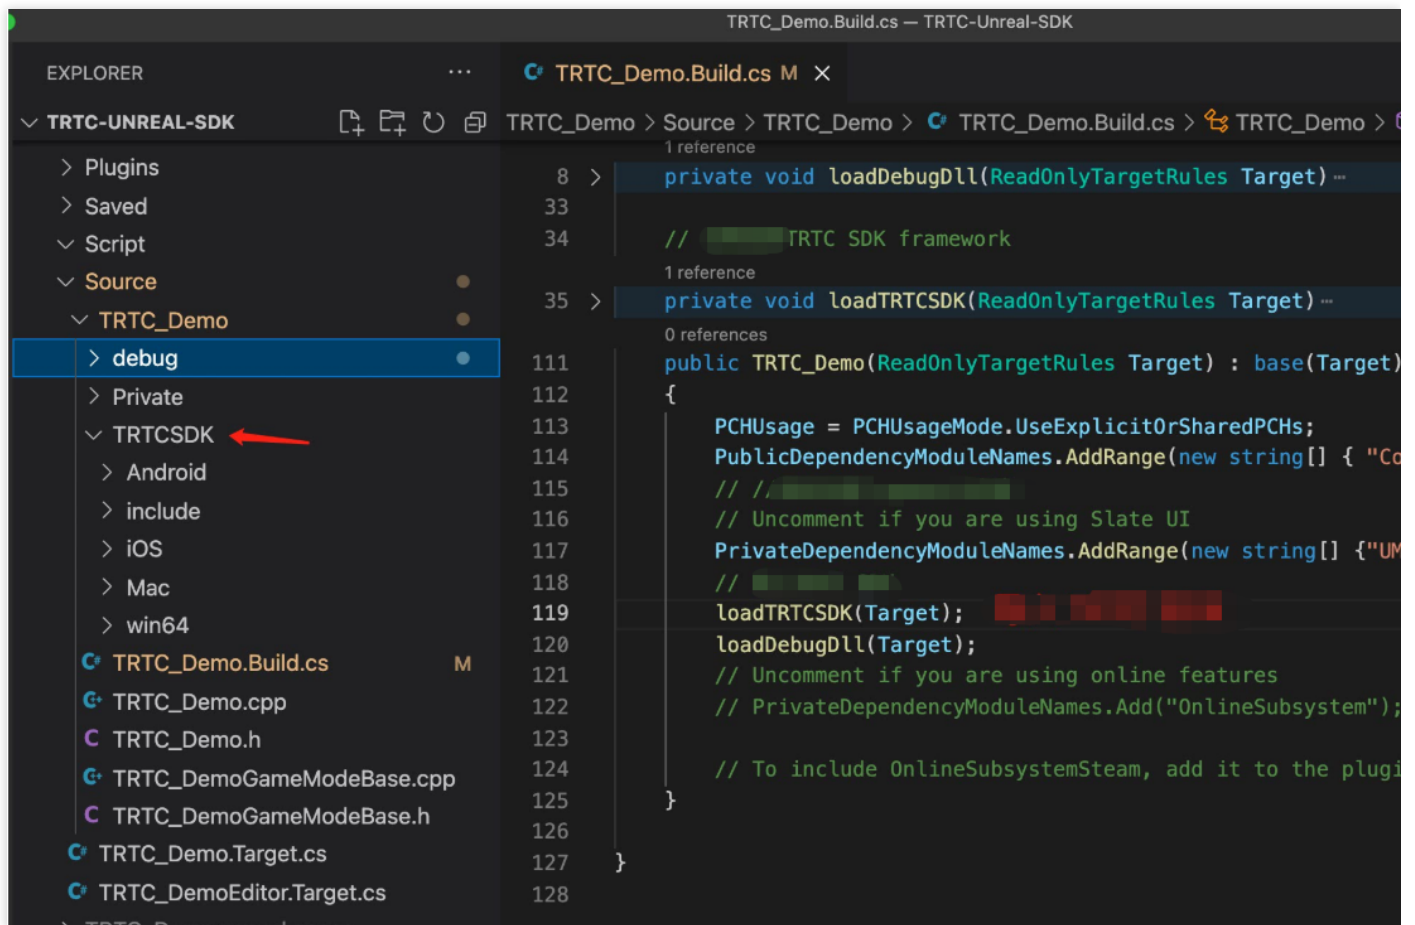 TRTC_Demo.Build.cs — TRTC-Unreal-SDK
EXPLORER
TRTC-UNREAL-SDK
Plugins
Saved
Script
Source
TRTC_Demo
debug
Private
TRTCSDK
Android
include
iOS
Mac
win64
TRTC_Demo.Build.cs M
TRTC_Demo.cpp
TRTC_Demo.h
TRTC_DemoGameModeBase.cpp
TRTC_DemoGameModeBase.h
TRTC_Demo.Target.cs
TRTC_DemoEditor.Target.cs
TRTC_Demo.Build.cs M
TRTC_Demo > Source > TRTC_Demo > TRTC_Demo.Build.cs > TRTC_Demo >
1 reference
8 private void loadDebugDll(ReadOnlyTargetRules Target)
33
34 // TRTC SDK framework
1 reference
35 private void loadTRTCSDK(ReadOnlyTargetRules Target)
0 references
111 public TRTC_Demo(ReadOnlyTargetRules Target) : base(Target)
112 {
113 PCHUsage = PCHUsageMode.UseExplicitOrSharedPCHs;
114 PublicDependencyModuleNames.AddRange(new string[] { "Co
115 // //
116 // Uncomment if you are using Slate UI
117 PrivateDependencyModuleNames.AddRange(new string[] {"UM
118 //
119 loadTRTCSDK(Target);
120 loadDebugDll(Target);
121 // Uncomment if you are using online features
122 // PrivateDependencyModuleNames.Add("OnlineSubsystem");
123
124 // To include OnlineSubsystemSteam, add it to the plugi
125 }
126
127 }
128